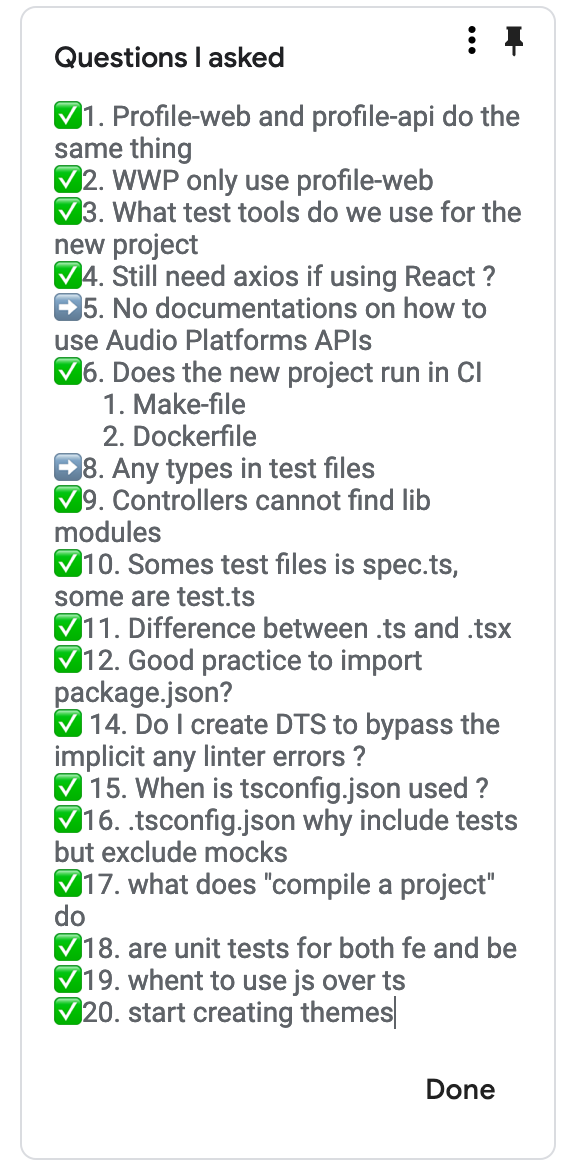 Questions I asked
✅1. Profile-web and profile-api do the
same thing
✅2. WWP only use profile-web
✅3. What test tools do we use for the
new project
✅4. Still need axios if using React ?
➡️5. No documentations on how to
use Audio Platforms APIs
✅6. Does the new project run in CI
1. Make-file
2. Dockerfile
➡️8. Any types in test files
✅9. Controllers cannot find lib
modules
✅10. Somes test files is spec.ts,
some are test.ts
✅11. Difference between .ts and .tsx
✅12. Good practice to import
package.json?
✅ 14. Do I create DTS to bypass the
implicit any linter errors ?
✅ 15. When is tsconfig.json used ?
✅16. .tsconfig.json why include tests
but exclude mocks
✅17. what does "compile a project"
do
✅18. are unit tests for both fe and be
✅19. whent to use js over ts
✅20. start creating themes
Done